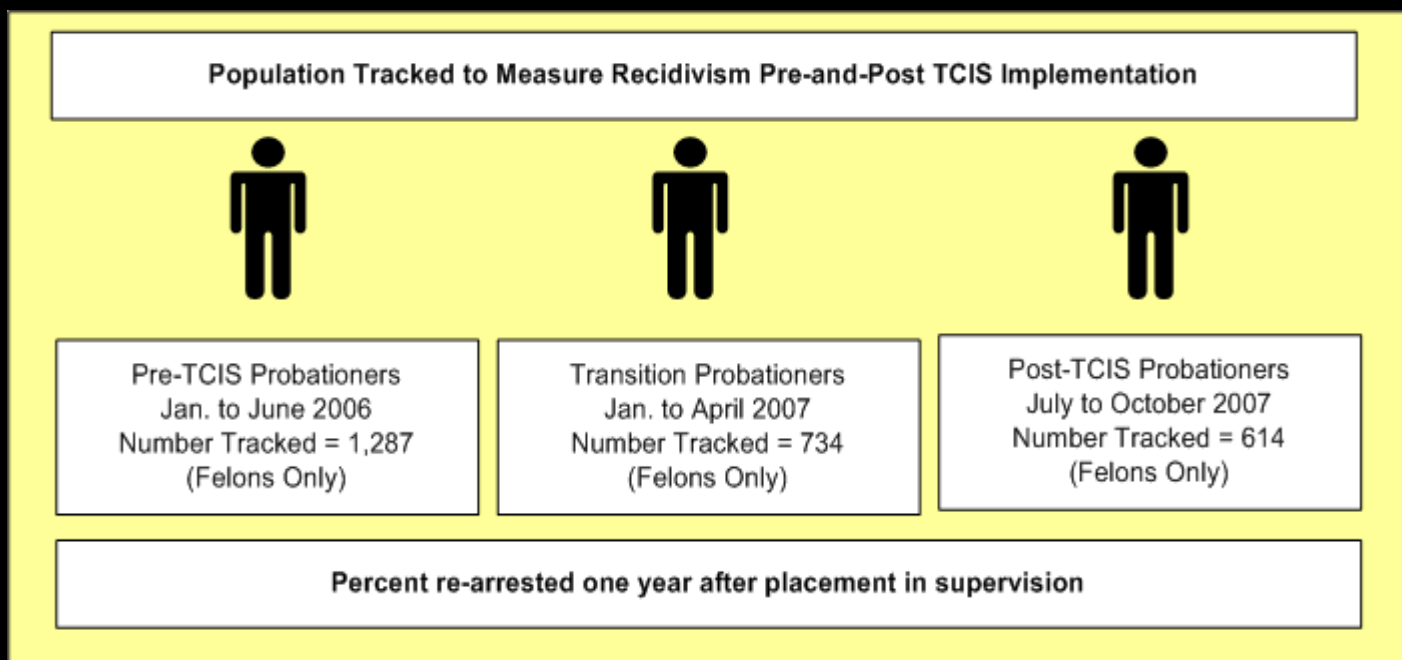 Population Tracked to Measure Recidivism Pre-and-Post TCIS Implementation
Pre-TCIS Probationers
Jan. to June 2006
Number Tracked = 1,287
(Felons Only)
Transition Probationers
Jan. to April 2007
Number Tracked = 734
(Felons Only)
Post-TCIS Probationers
July to October 2007
Number Tracked = 614
(Felons Only)
Percent re-arrested one year after placement in supervision